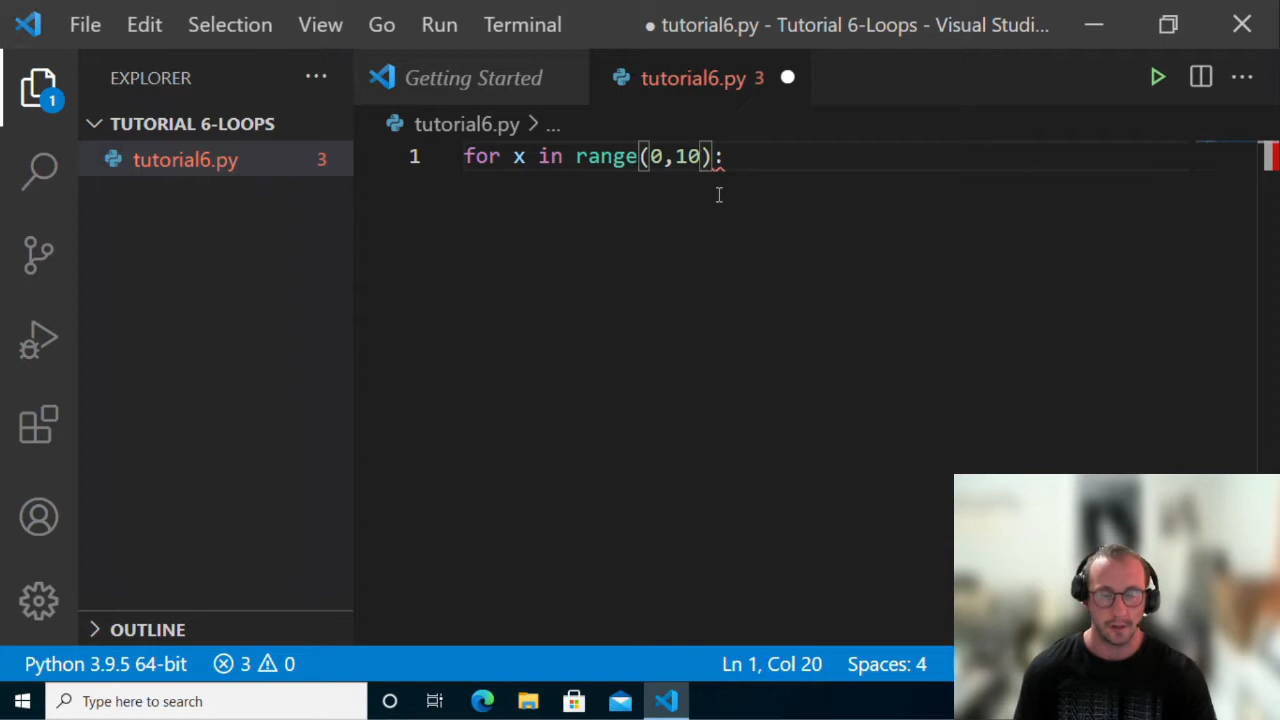 File Edit Selection View Go Run Terminal
● tutorial6.py - Tutorial 6-Loops - Visual Studi...
EXPLORER
Getting Started
tutorial6.py 3
TUTORIAL 6-LOOPS
tutorial6.py > ...
tutorial6.py 3
1 for x in range(0,10):
1
OUTLINE
Python 3.9.5 64-bit 3 0
Ln 1, Col 20 Spaces: 4
Type here to search